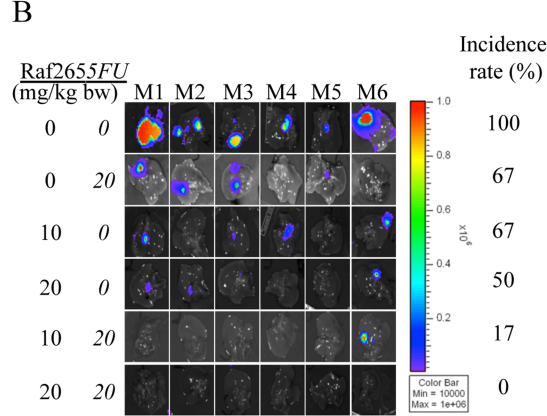 B
Raf265 5FU
(mg/kg bw) M1 M2 M3 M4 M5 M6
Incidence
rate (%)
0 0 100
0 20 67
10 0 67
20 0 50
10 20 17
20 20 0
1.0
0.8
0.6
x10^6
0.4
0.2
Color Bar
Min = 10000
Max = 1e+06